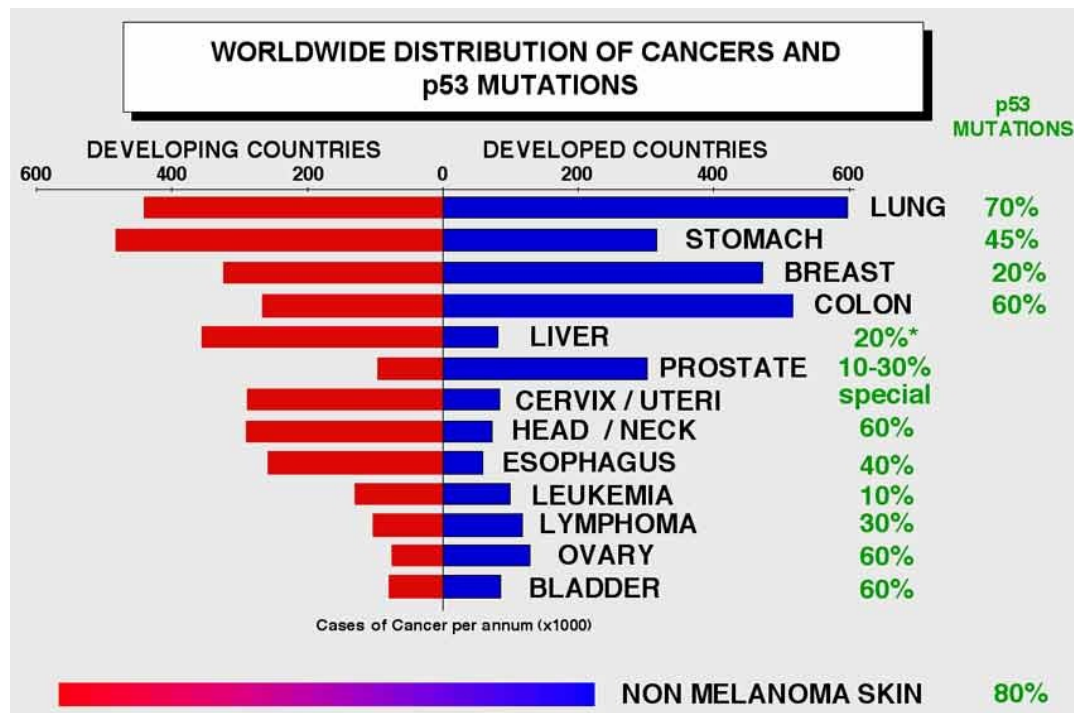 WORLDWIDE DISTRIBUTION OF CANCERS AND
p53 MUTATIONS
p53
MUTATIONS
DEVELOPING COUNTRIES DEVELOPED COUNTRIES
600 400 200 0 200 400 600
LUNG 70%
STOMACH 45%
BREAST 20%
COLON 60%
LIVER 20%*
PROSTATE 10-30%
CERVIX / UTERI special
HEAD / NECK 60%
ESOPHAGUS 40%
LEUKEMIA 10%
LYMPHOMA 30%
OVARY 60%
BLADDER 60%
Cases of Cancer per annum (x1000)
NON MELANOMA SKIN 80%